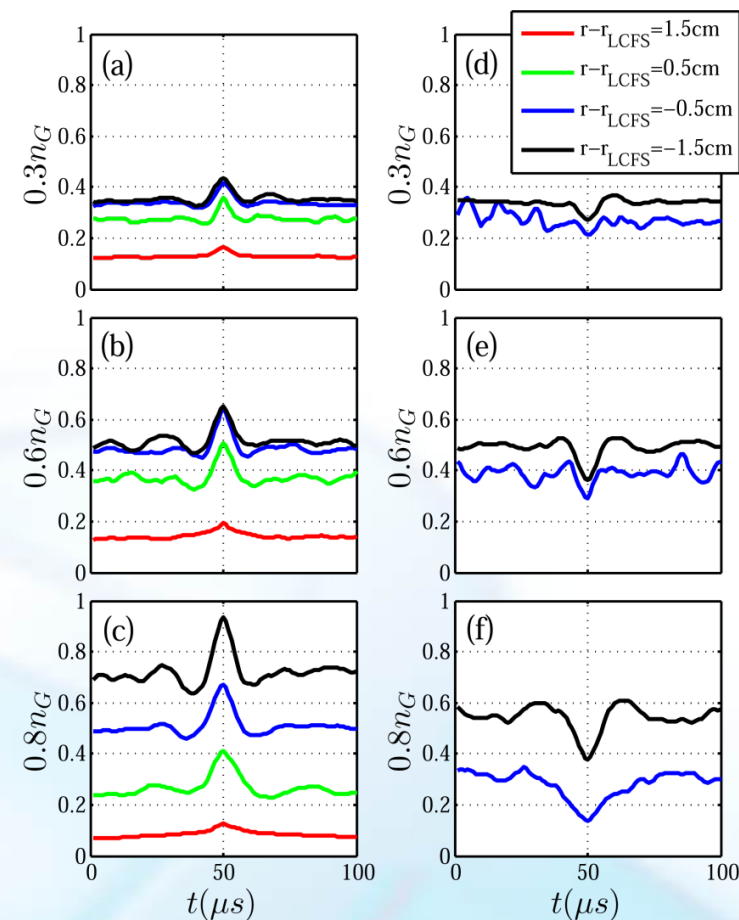 r−r_LCFS=1.5cm
r−r_LCFS=0.5cm
r−r_LCFS=−0.5cm
r−r_LCFS=−1.5cm
(a)
(d)
0.3n_G
1
0.8
0.6
0.4
0.2
0
0.3n_G
1
0.8
0.6
0.4
0.2
0
(b)
(e)
0.6n_G
1
0.8
0.6
0.4
0.2
0
0.6n_G
1
0.8
0.6
0.4
0.2
0
(c)
(f)
0.8n_G
1
0.8
0.6
0.4
0.2
0
0.8n_G
1
0.8
0.6
0.4
0.2
0
0 50 100
0 50 100
t(μs)
t(μs)